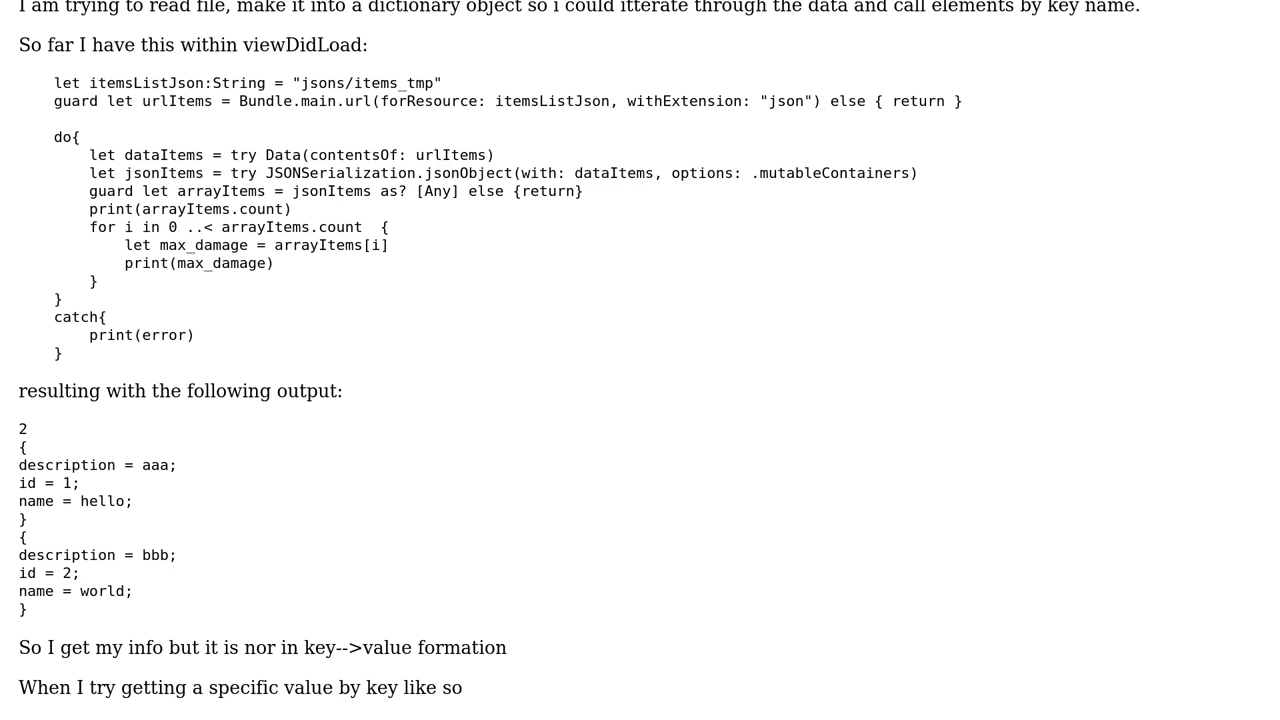 I am trying to read file, make it into a dictionary object so i could itterate through the data and call elements by key name.
So far I have this within viewDidLoad:
let itemsListJson:String = "jsons/items_tmp"
guard let urlItems = Bundle.main.url(forResource: itemsListJson, withExtension: "json") else { return }
do{
let dataItems = try Data(contentsOf: urlItems)
let jsonItems = try JSONSerialization.jsonObject(with: dataItems, options: .mutableContainers)
guard let arrayItems = jsonItems as? [Any] else {return}
print(arrayItems.count)
for i in 0 ..< arrayItems.count  {
let max_damage = arrayItems[i]
print(max_damage)
}
}
catch{
print(error)
}
resulting with the following output:
2
{
description = aaa;
id = 1;
name = hello;
}
{
description = bbb;
id = 2;
name = world;
}
So I get my info but it is nor in key-->value formation
When I try getting a specific value by key like so